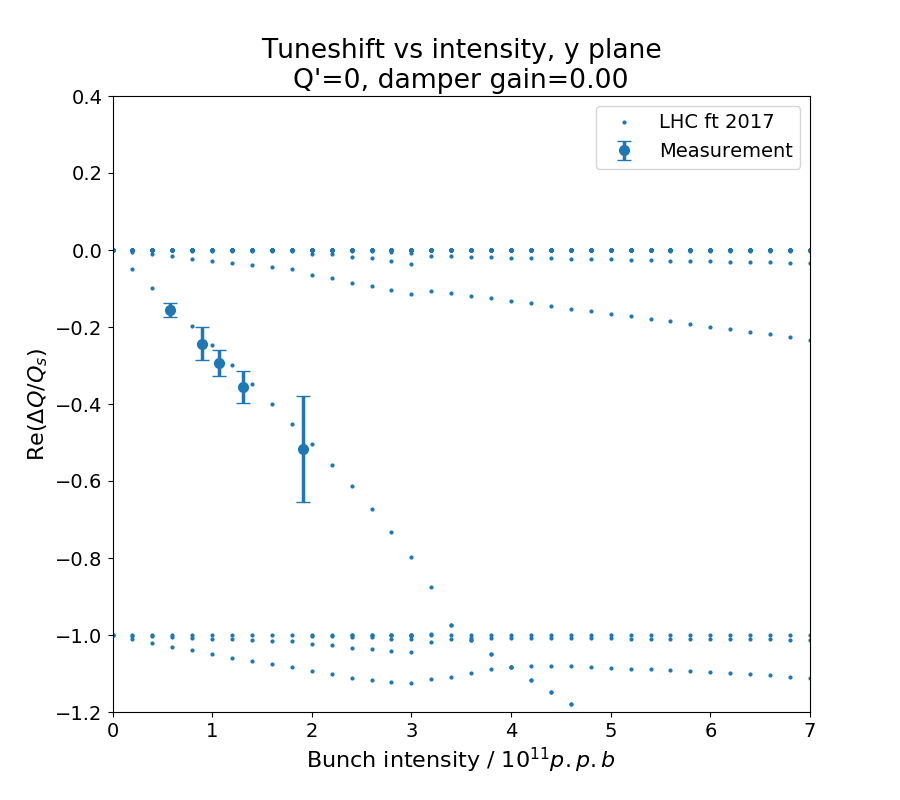 Tuneshift vs intensity, y plane
Q'=0, damper gain=0.00
LHC ft 2017
Measurement
0.4
0.2
0.0
−0.2
−0.4
−0.6
−0.8
−1.0
−1.2
Re(ΔQ/Qₛ)
0 1 2 3 4 5 6 7
Bunch intensity / 10¹¹p.p.b